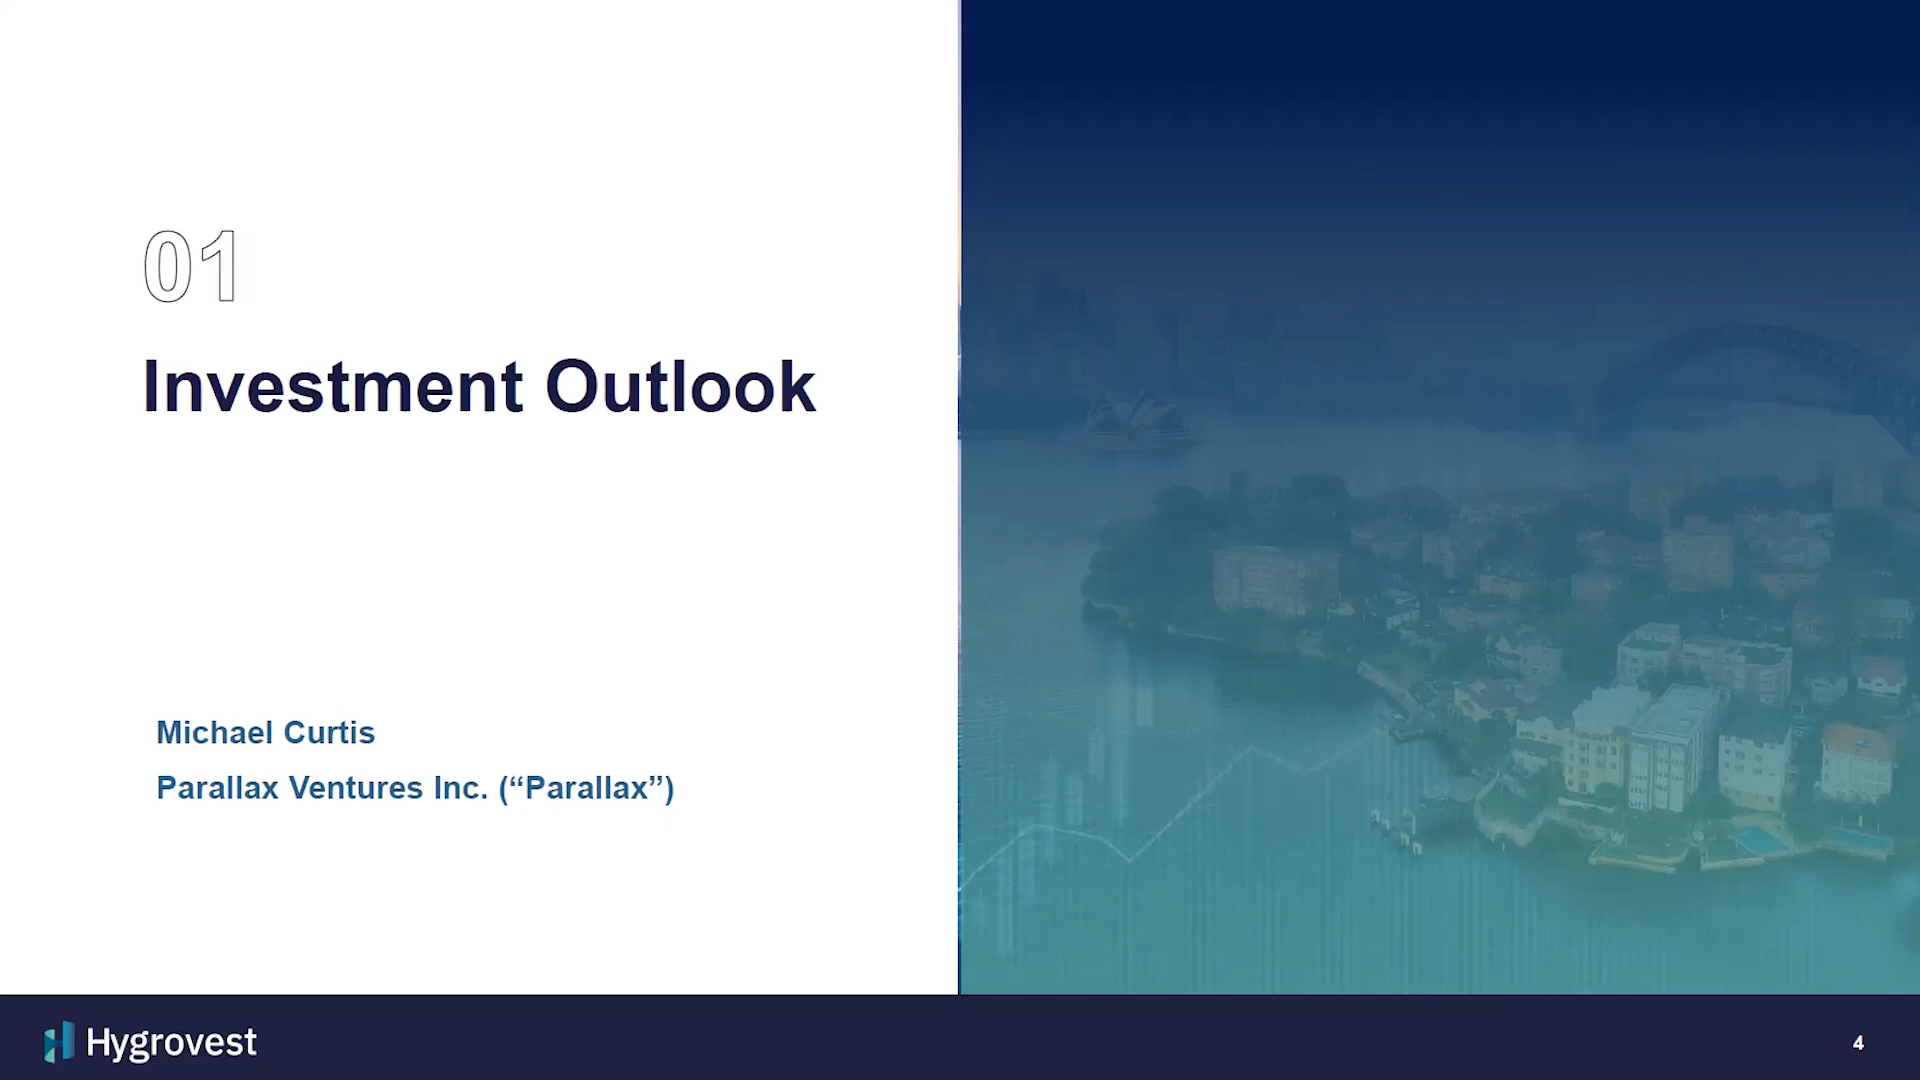 01
Investment Outlook
Michael Curtis
Parallax Ventures Inc. (“Parallax”)
Hygrovest
4